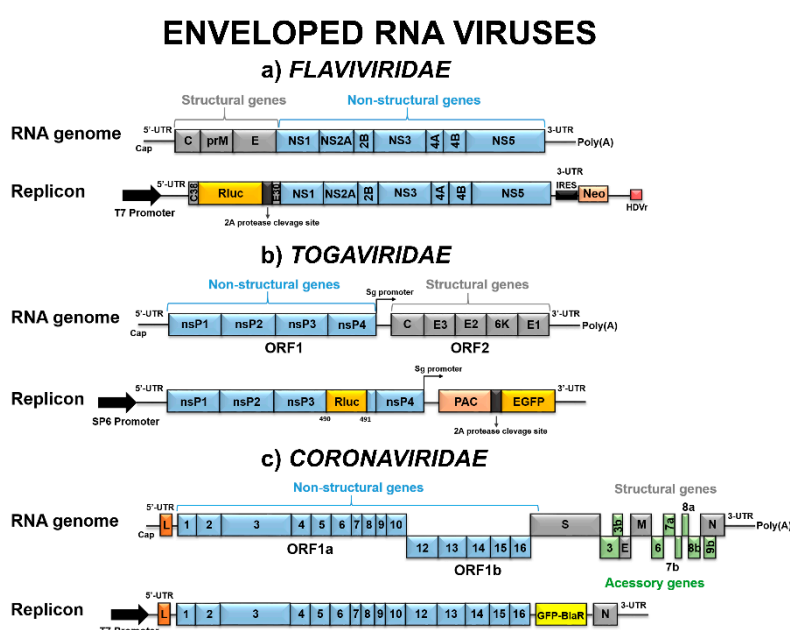 ENVELOPED RNA VIRUSES
a) FLAVIVIRIDAE
Structural genes Non-structural genes
RNA genome 5'-UTR 3-UTR
Cap C prM E NS1 NS2A 2B NS3 4A 4B NS5 Poly(A)
Replicon 5'-UTR 3-UTR
C38 Rluc E30 NS1 NS2A 2B NS3 4A 4B NS5 IRES Neo
T7 Promoter 2A protease clevage site HDVr
b) TOGAVIRIDAE
Non-structural genes Sg promoter Structural genes
RNA genome 5'-UTR 3'-UTR
Cap nsP1 nsP2 nsP3 nsP4 C E3 E2 6K E1 Poly(A)
ORF1 ORF2
Sg promoter
Replicon 5'-UTR 3'-UTR
nsP1 nsP2 nsP3 Rluc nsP4 PAC EGFP
SP6 Promoter 490 491 2A protease clevage site
c) CORONAVIRIDAE
Non-structural genes Structural genes
RNA genome 5'-UTR 8a 3-UTR
Cap L 1 2 3 4 5 6 7 8 9 10 S 3b M 7a N Poly(A)
ORF1a 12 13 14 15 16 3 E 6 8b 9b
ORF1b 7b
Acessory genes
Replicon 5'-UTR 3-UTR
L 1 2 3 4 5 6 7 8 9 10 12 13 14 15 16 GFP-BlaR N
T7 Promoter